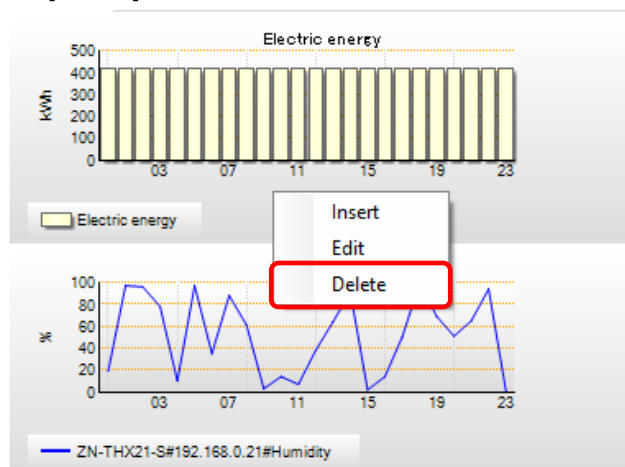 Electric energy
kWh
500
400
300
200
100
0
03 07 11 15 19 23
Electric energy
Insert
Edit
Delete
%
100
80
60
40
20
0
03 07 11 15 19 23
ZN-THX21-S#192.168.0.21#Humidity